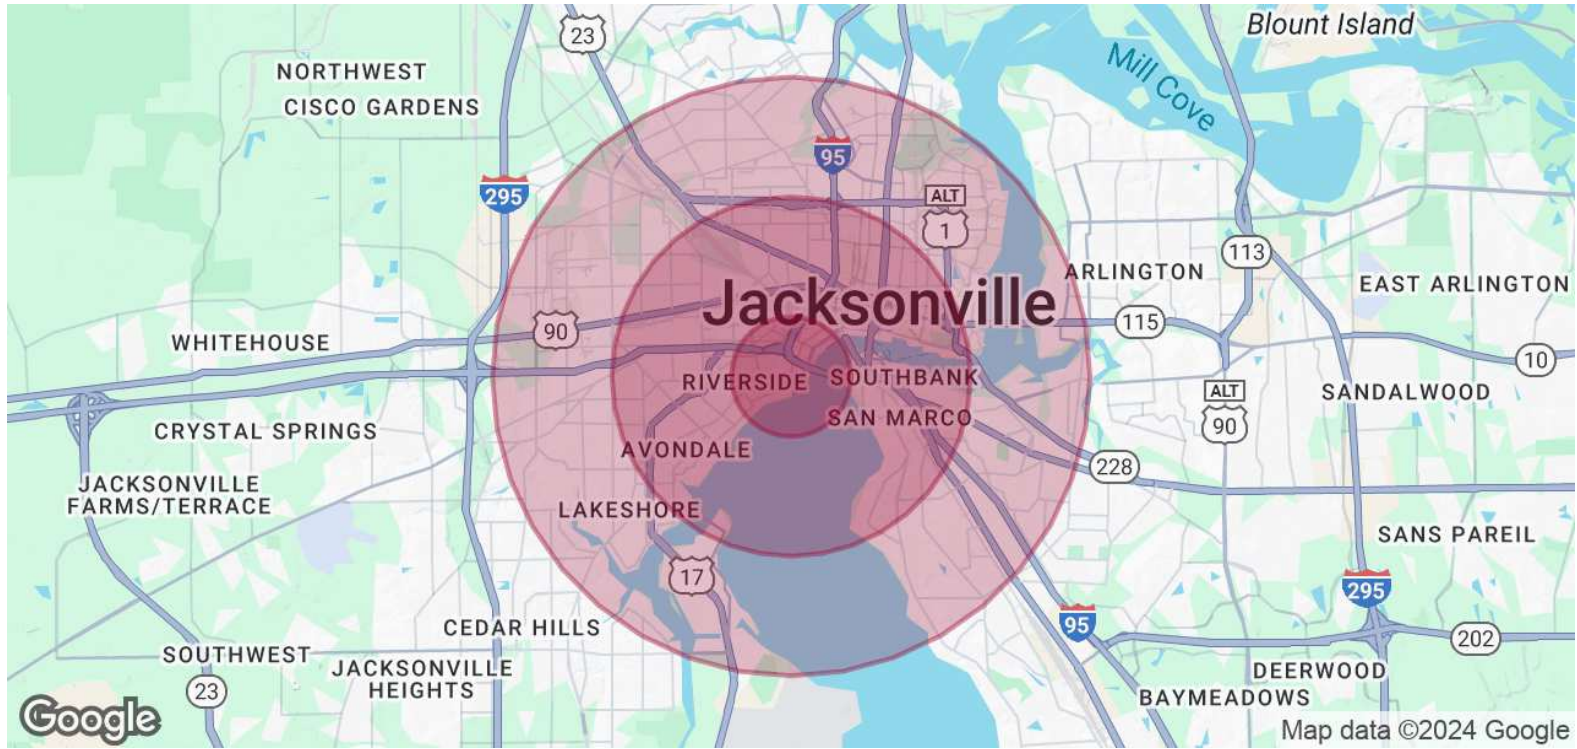 Blount Island
23
NORTHWEST
Mill Cove
CISCO GARDENS
95
295
ALT
1
113
ARLINGTON
EAST ARLINGTON
Jacksonville
115
90
WHITEHOUSE
10
RIVERSIDE
SOUTHBANK
ALT
SANDALWOOD
SAN MARCO
90
CRYSTAL SPRINGS
AVONDALE
228
JACKSONVILLE
FARMS/TERRACE
LAKESHORE
SANS PAREIL
17
295
95
CEDAR HILLS
202
SOUTHWEST
JACKSONVILLE
HEIGHTS
DEERWOOD
23
BAYMEADOWS
Google
Map data ©2024 Google